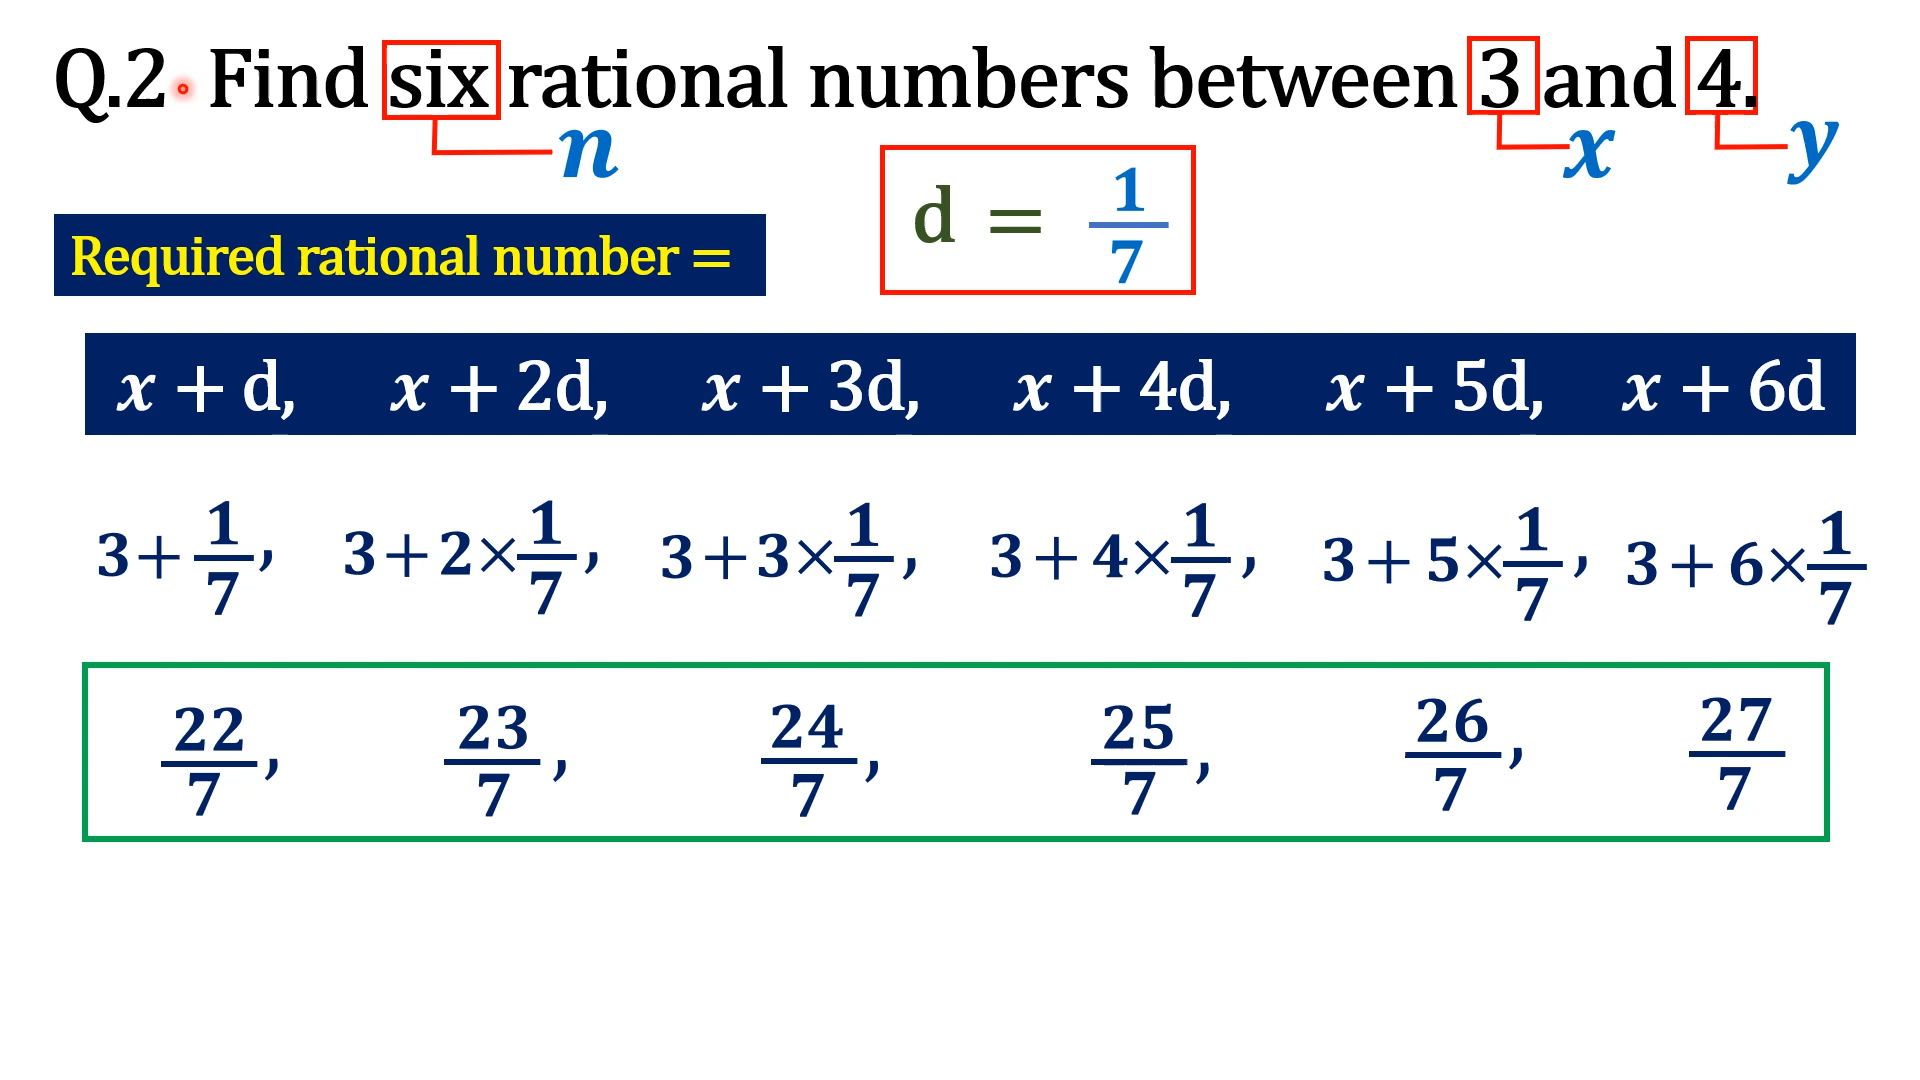 Q.2 Find six rational numbers between 3 and 4.
n x y
d = 1/7
Required rational number =
x + d, x + 2d, x + 3d, x + 4d, x + 5d, x + 6d
3+1/7, 3+2×1/7, 3+3×1/7, 3+4×1/7, 3+5×1/7, 3+6×1/7
22/7, 23/7, 24/7, 25/7, 26/7, 27/7